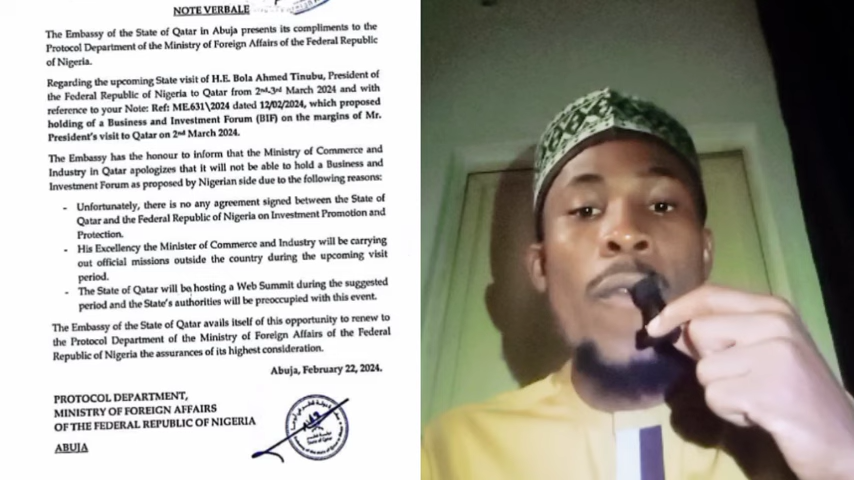 NOTE VERBALE
The Embassy of the State of Qatar in Abuja presents its compliments to the
Protocol Department of the Ministry of Foreign Affairs of the Federal Republic
of Nigeria.
Regarding the upcoming State visit of H.E. Bola Ahmed Tinubu, President of
the Federal Republic of Nigeria to Qatar from 2nd-3rd March 2024 and with
reference to your Note: Ref: ME.631\2024 dated 12/02/2024, which proposed
holding of a Business and Investment Forum (BIF) on the margins of Mr.
President's visit to Qatar on 2nd March 2024.
The Embassy has the honour to inform that the Ministry of Commerce and
Industry in Qatar apologizes that it will not be able to hold a Business and
Investment Forum as proposed by Nigerian side due to the following reasons:
- Unfortunately, there is no any agreement signed between the State of
Qatar and the Federal Republic of Nigeria on Investment Promotion and
Protection.
- His Excellency the Minister of Commerce and Industry will be carrying
out official missions outside the country during the upcoming visit
period.
- The State of Qatar will be hosting a Web Summit during the suggested
period and the State's authorities will be preoccupied with this event.
The Embassy of the State of Qatar avails itself of this opportunity to renew to
the Protocol Department of the Ministry of Foreign Affairs of the Federal
Republic of Nigeria the assurances of its highest consideration.
Abuja, February 22, 2024.
PROTOCOL DEPARTMENT,
MINISTRY OF FOREIGN AFFAIRS
OF THE FEDERAL REPUBLIC OF NIGERIA
ABUJA